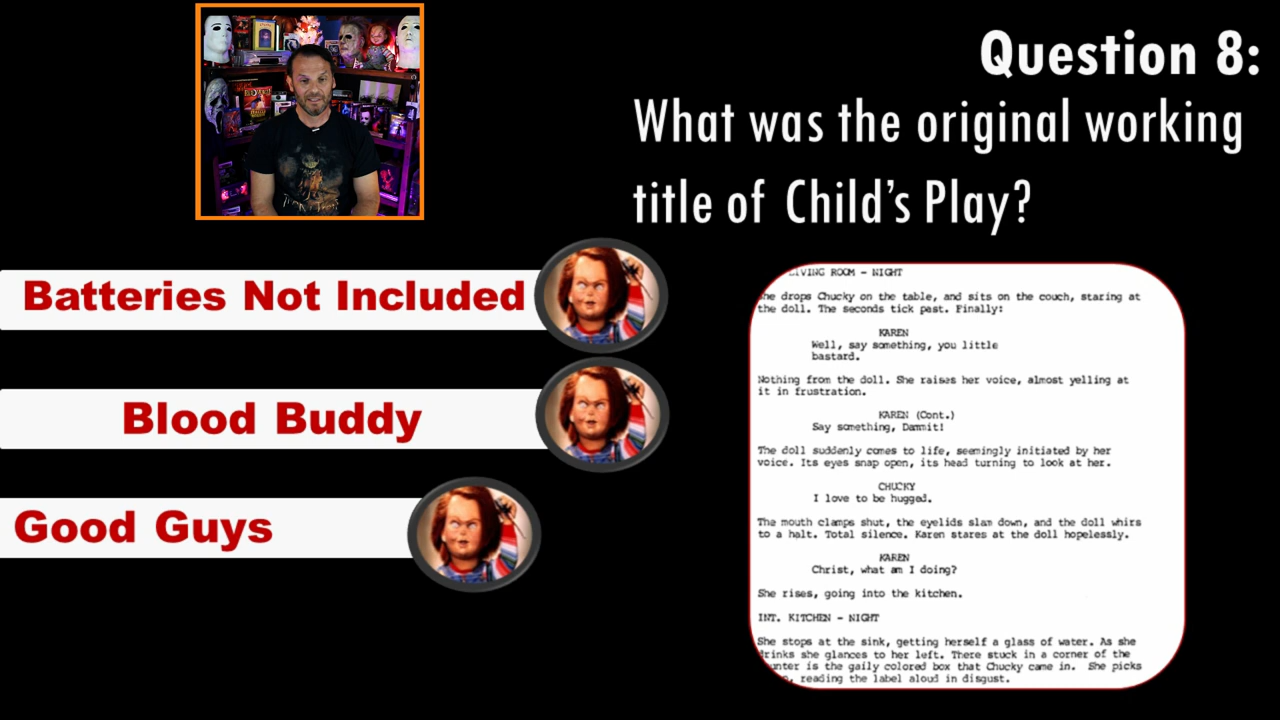 Question 8:
What was the original working
title of Child's Play?
Batteries Not Included
Blood Buddy
Good Guys
LIVING ROOM - NIGHT
She drops Chucky on the table, and sits on the couch, staring at
the doll. The seconds tick past. Finally:
KAREN
Well, say something, you little
bastard.
Nothing from the doll. She raises her voice, almost yelling at
it in frustration.
KAREN (Cont.)
Say something, Dammit!
The doll suddenly comes to life, seemingly initiated by her
voice. Its eyes snap open, its head turning to look at her.
CHUCKY
I love to be hugged.
The mouth clamps shut, the eyelids slam down, and the doll whirs
to a halt. Total silence. Karen stares at the doll hopelessly.
KAREN
Christ, what am I doing?
She rises, going into the kitchen.
INT. KITCHEN - NIGHT
She stops at the sink, getting herself a glass of water. As she
drinks she glances to her left. There stuck in a corner of the
counter is the gaily colored box that Chucky came in. She picks
reading the label aloud in disgust.